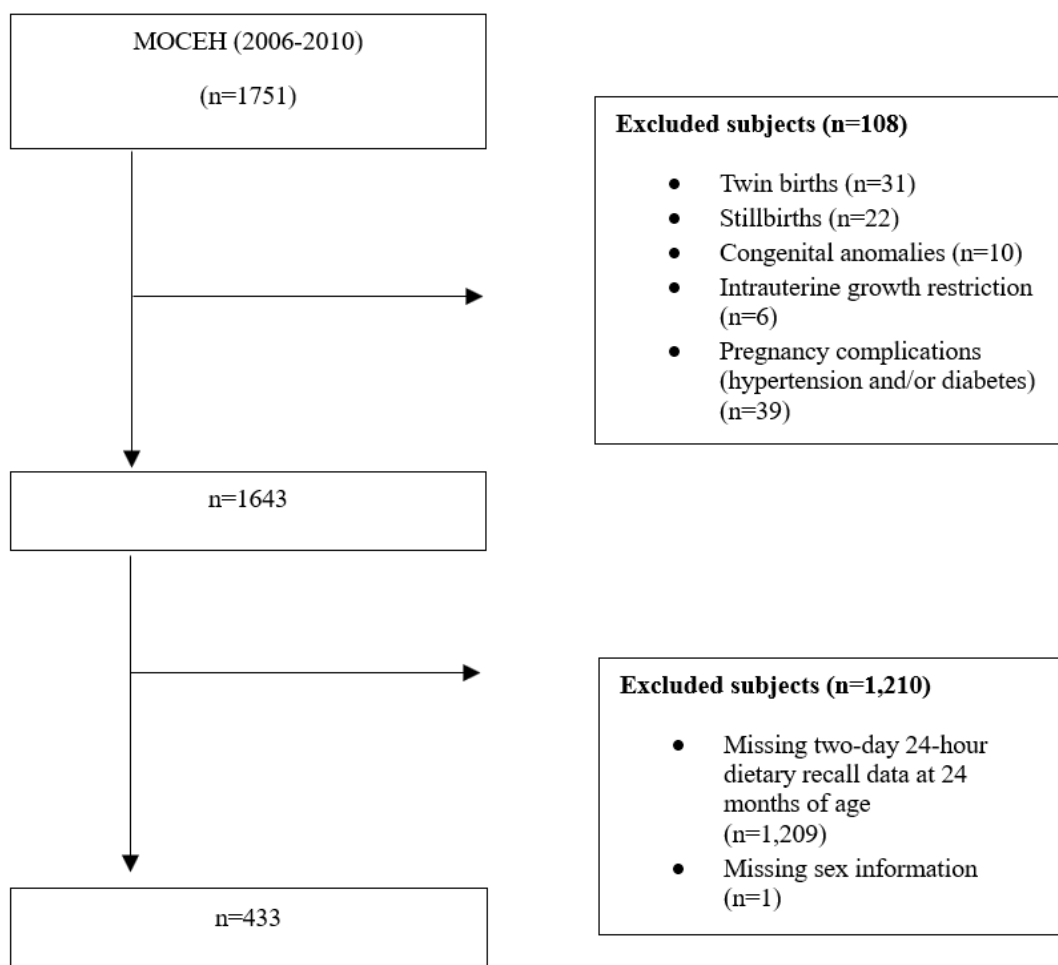 MOCEH (2006-2010)
(n=1751)
Excluded subjects (n=108)
● Twin births (n=31)
● Stillbirths (n=22)
● Congenital anomalies (n=10)
● Intrauterine growth restriction
(n=6)
● Pregnancy complications
(hypertension and/or diabetes)
(n=39)
n=1643
Excluded subjects (n=1,210)
● Missing two-day 24-hour
dietary recall data at 24
months of age
(n=1,209)
● Missing sex information
(n=1)
n=433